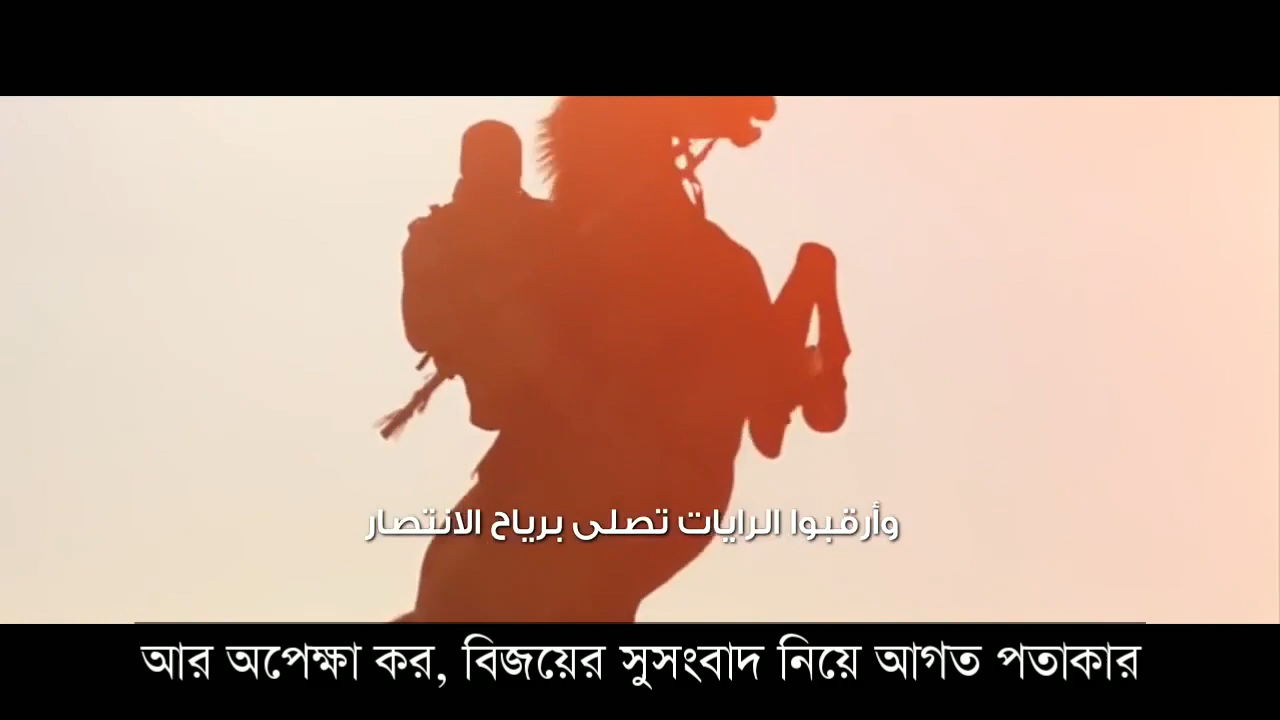 وأرقبوا الرايات تصلى برياح الانتصار
আর অপেক্ষা কর, বিজয়ের সুসংবাদ নিয়ে আগত পতাকার